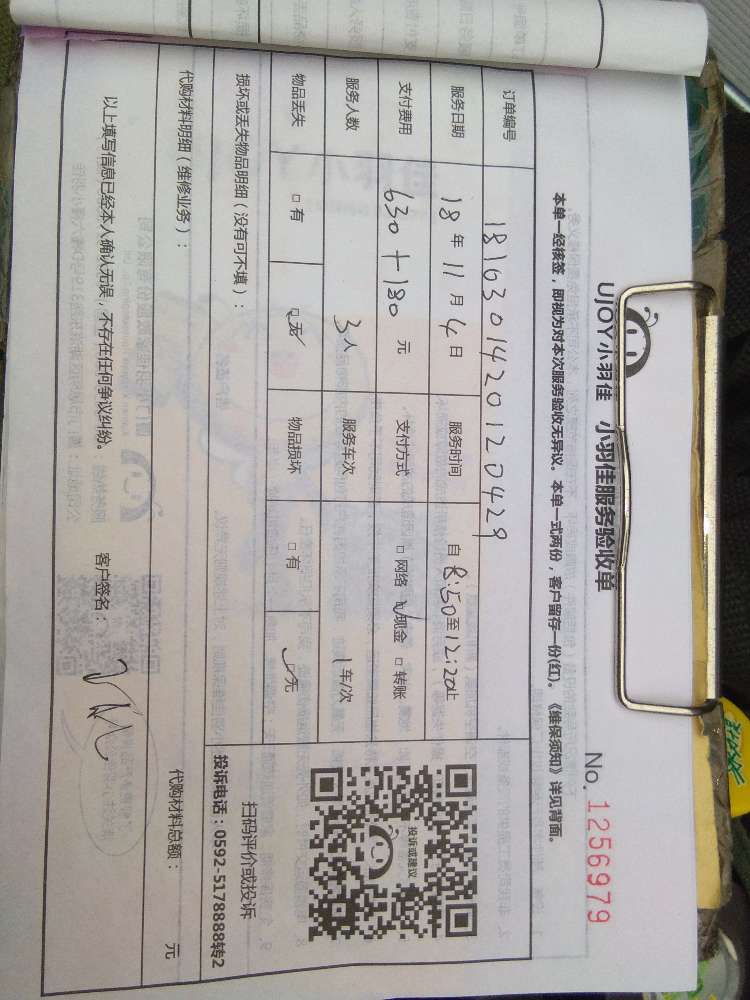 UJOY小羽佳 小羽佳服务验收单
No. 1256979
本单一经核签，即视为对本次服务验收无异议。本单一式两份，客户留存一份(红)。《维保须知》详见背面。
订单编号 181630142012​0429
服务日期 18年11月4日 服务时间 自8:50至12:20止
支付费用 630+180元 支付方式 □网络 ☑现金 □转账
服务人数 3人 服务车次 1车/次
物品丢失 □有 ☑无 物品损坏 □有 ☑无
损坏或丢失物品明细（没有可不填）：
投诉或建议
扫码评价或投诉
投诉电话：0592-5178888转2
代购材料明细（维修业务）：
代购材料总额： 元
以上填写信息已经本人确认无误，不存在任何争议纠纷。 客户签名：